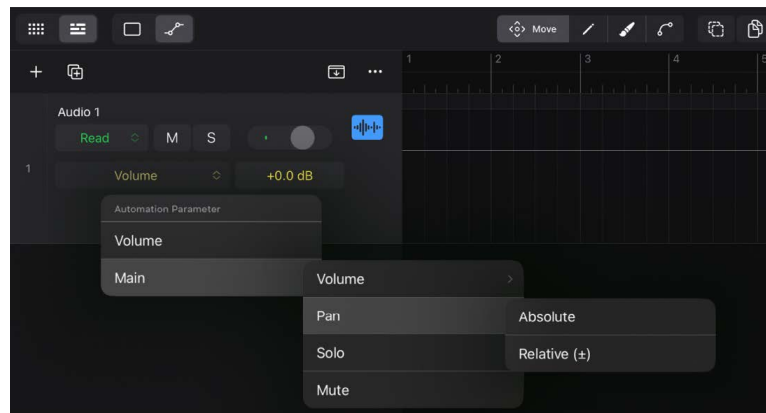 Move
1 2 3 4
Audio 1
Read M S
1
Volume +0.0 dB
Automation Parameter
Volume
Main
Volume
Pan
Absolute
Solo
Relative (±)
Mute